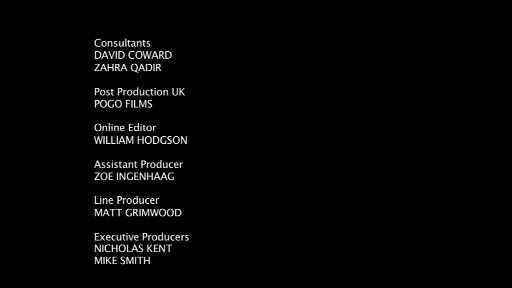 Consultants
DAVID COWARD
ZAHRA QADIR
Post Production UK
POGO FILMS
Online Editor
WILLIAM HODGSON
Assistant Producer
ZOE INGENHAAG
Line Producer
MATT GRIMWOOD
Executive Producers
NICHOLAS KENT
MIKE SMITH